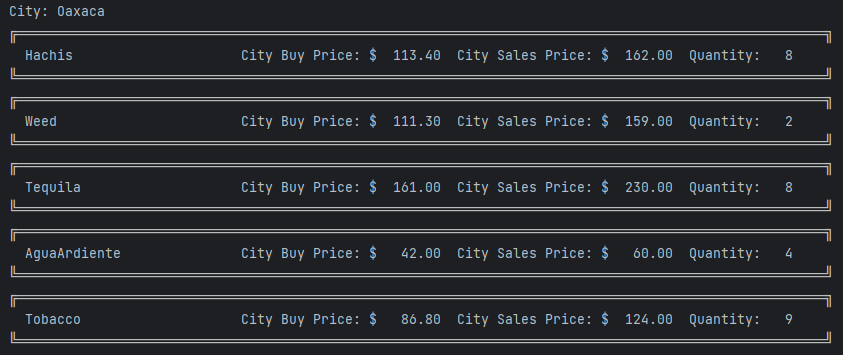 City: Oaxaca
Hachis City Buy Price: $ 113.40 City Sales Price: $ 162.00 Quantity: 8
Weed City Buy Price: $ 111.30 City Sales Price: $ 159.00 Quantity: 2
Tequila City Buy Price: $ 161.00 City Sales Price: $ 230.00 Quantity: 8
AguaArdiente City Buy Price: $ 42.00 City Sales Price: $ 60.00 Quantity: 4
Tobacco City Buy Price: $ 86.80 City Sales Price: $ 124.00 Quantity: 9